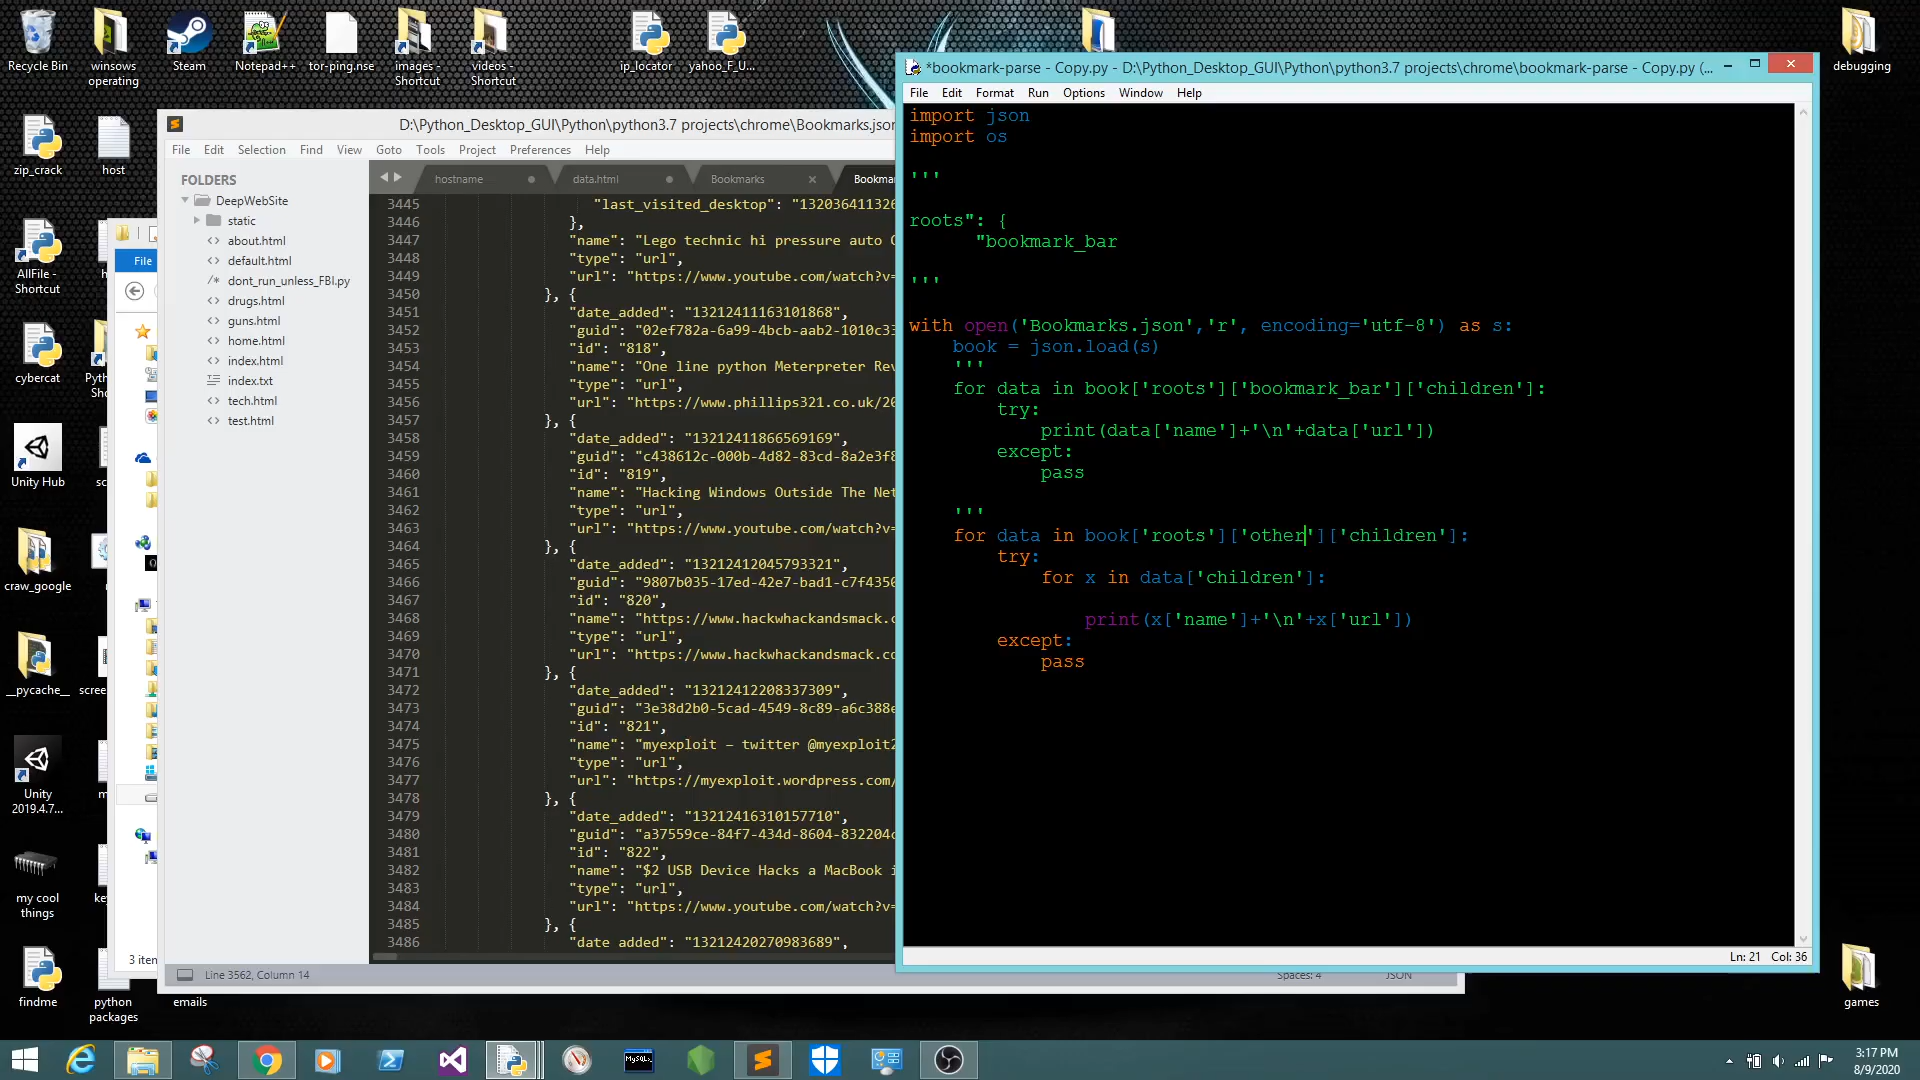 Recycle Bin
winsows operating
Steam
Notepad++
tor-ping.nse
images - Shortcut
videos - Shortcut
ip_locator
yahoo_F_U...
debugging
zip_crack
host
AllFile - Shortcut
cybercat
Unity Hub
craw_google
__pycache__
Unity 2019.4.7...
my cool things
findme
python packages
emails
games
File
3 item
D:\Python_Desktop_GUI\Python\python3.7 projects\chrome\Bookmarks.json
File Edit Selection Find View Goto Tools Project Preferences Help
FOLDERS
DeepWebSite
static
about.html
default.html
/* dont_run_unless_FBI.py
drugs.html
guns.html
home.html
index.html
index.txt
tech.html
test.html
hostname data.html Bookmarks Bookmar
3445 "last_visited_desktop": "132036411326
3446 },
3447 "name": "Lego technic hi pressure auto
3448 "type": "url",
3449 "url": "https://www.youtube.com/watch?v=
3450 }, {
3451 "date_added": "13212411163101868",
3452 "guid": "02ef782a-6a99-4bcb-aab2-1010c33
3453 "id": "818",
3454 "name": "One line python Meterpreter Rev
3455 "type": "url",
3456 "url": "https://www.phillips321.co.uk/20
3457 }, {
3458 "date_added": "13212411866569169",
3459 "guid": "c438612c-000b-4d82-83cd-8a2e3f8
3460 "id": "819",
3461 "name": "Hacking Windows Outside The Net
3462 "type": "url",
3463 "url": "https://www.youtube.com/watch?v=
3464 }, {
3465 "date_added": "13212412045793321",
3466 "guid": "9807b035-17ed-42e7-bad1-c7f4350
3467 "id": "820",
3468 "name": "https://www.hackwhackandsmack.c
3469 "type": "url",
3470 "url": "https://www.hackwhackandsmack.co
3471 }, {
3472 "date_added": "13212412208337309",
3473 "guid": "3e38d2b0-5cad-4549-8c89-a6c388e
3474 "id": "821",
3475 "name": "myexploit – twitter @myexploit2
3476 "type": "url",
3477 "url": "https://myexploit.wordpress.com/
3478 }, {
3479 "date_added": "13212416310157710",
3480 "guid": "a37559ce-84f7-434d-8604-832204c
3481 "id": "822",
3482 "name": "$2 USB Device Hacks a MacBook i
3483 "type": "url",
3484 "url": "https://www.youtube.com/watch?v=
3485 }, {
3486 "date added": "13212420270983689",
Line 3562, Column 14
Spaces: 4 JSON
*bookmark-parse - Copy.py - D:\Python_Desktop_GUI\Python\python3.7 projects\chrome\bookmark-parse - Copy.py (...
File Edit Format Run Options Window Help
import json
import os
'''
roots": {
"bookmark_bar
'''
with open('Bookmarks.json','r', encoding='utf-8') as s:
book = json.load(s)
'''
for data in book['roots']['bookmark_bar']['children']:
try:
print(data['name']+'\n'+data['url'])
except:
pass
'''
for data in book['roots']['other']['children']:
try:
for x in data['children']:
print(x['name']+'\n'+x['url'])
except:
pass
Ln: 21 Col: 36
MySQL
3:17 PM
8/9/2020